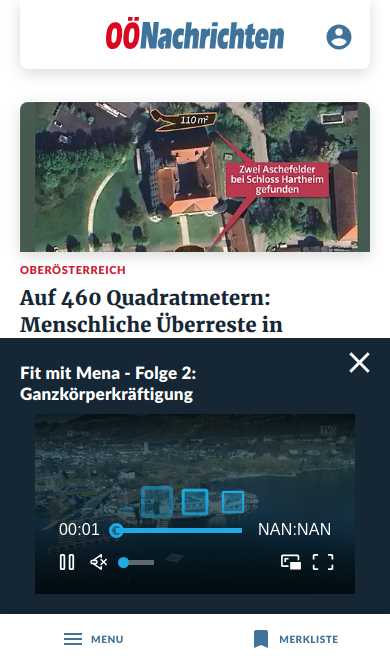 OÖNachrichten
110 m²
Zwei Aschefelder
bei Schloss Hartheim
gefunden
OBERÖSTERREICH
Auf 460 Quadratmetern:
Menschliche Überreste in
Fit mit Mena - Folge 2:
Ganzkörperkräftigung
00:01
NAN:NAN
MENU
MERKLISTE